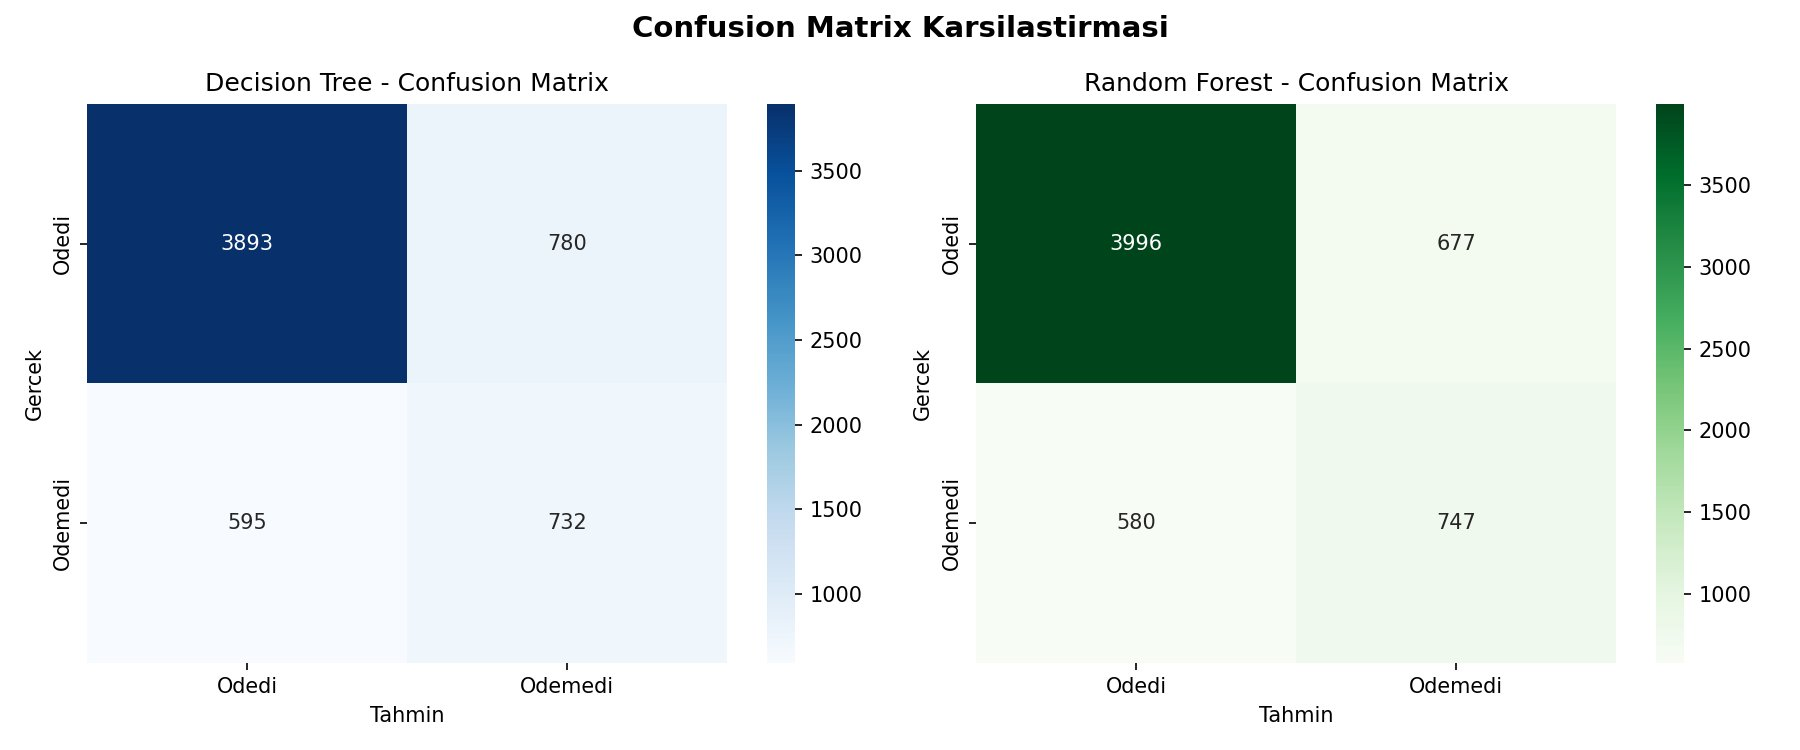 Confusion Matrix Karsilastirmasi
Decision Tree - Confusion Matrix
Gercek
Odedi
Odemedi
3893 780
595 732
Odedi Odemedi
Tahmin
3500
3000
2500
2000
1500
1000
Random Forest - Confusion Matrix
Gercek
Odedi
Odemedi
3996 677
580 747
Odedi Odemedi
Tahmin
3500
3000
2500
2000
1500
1000